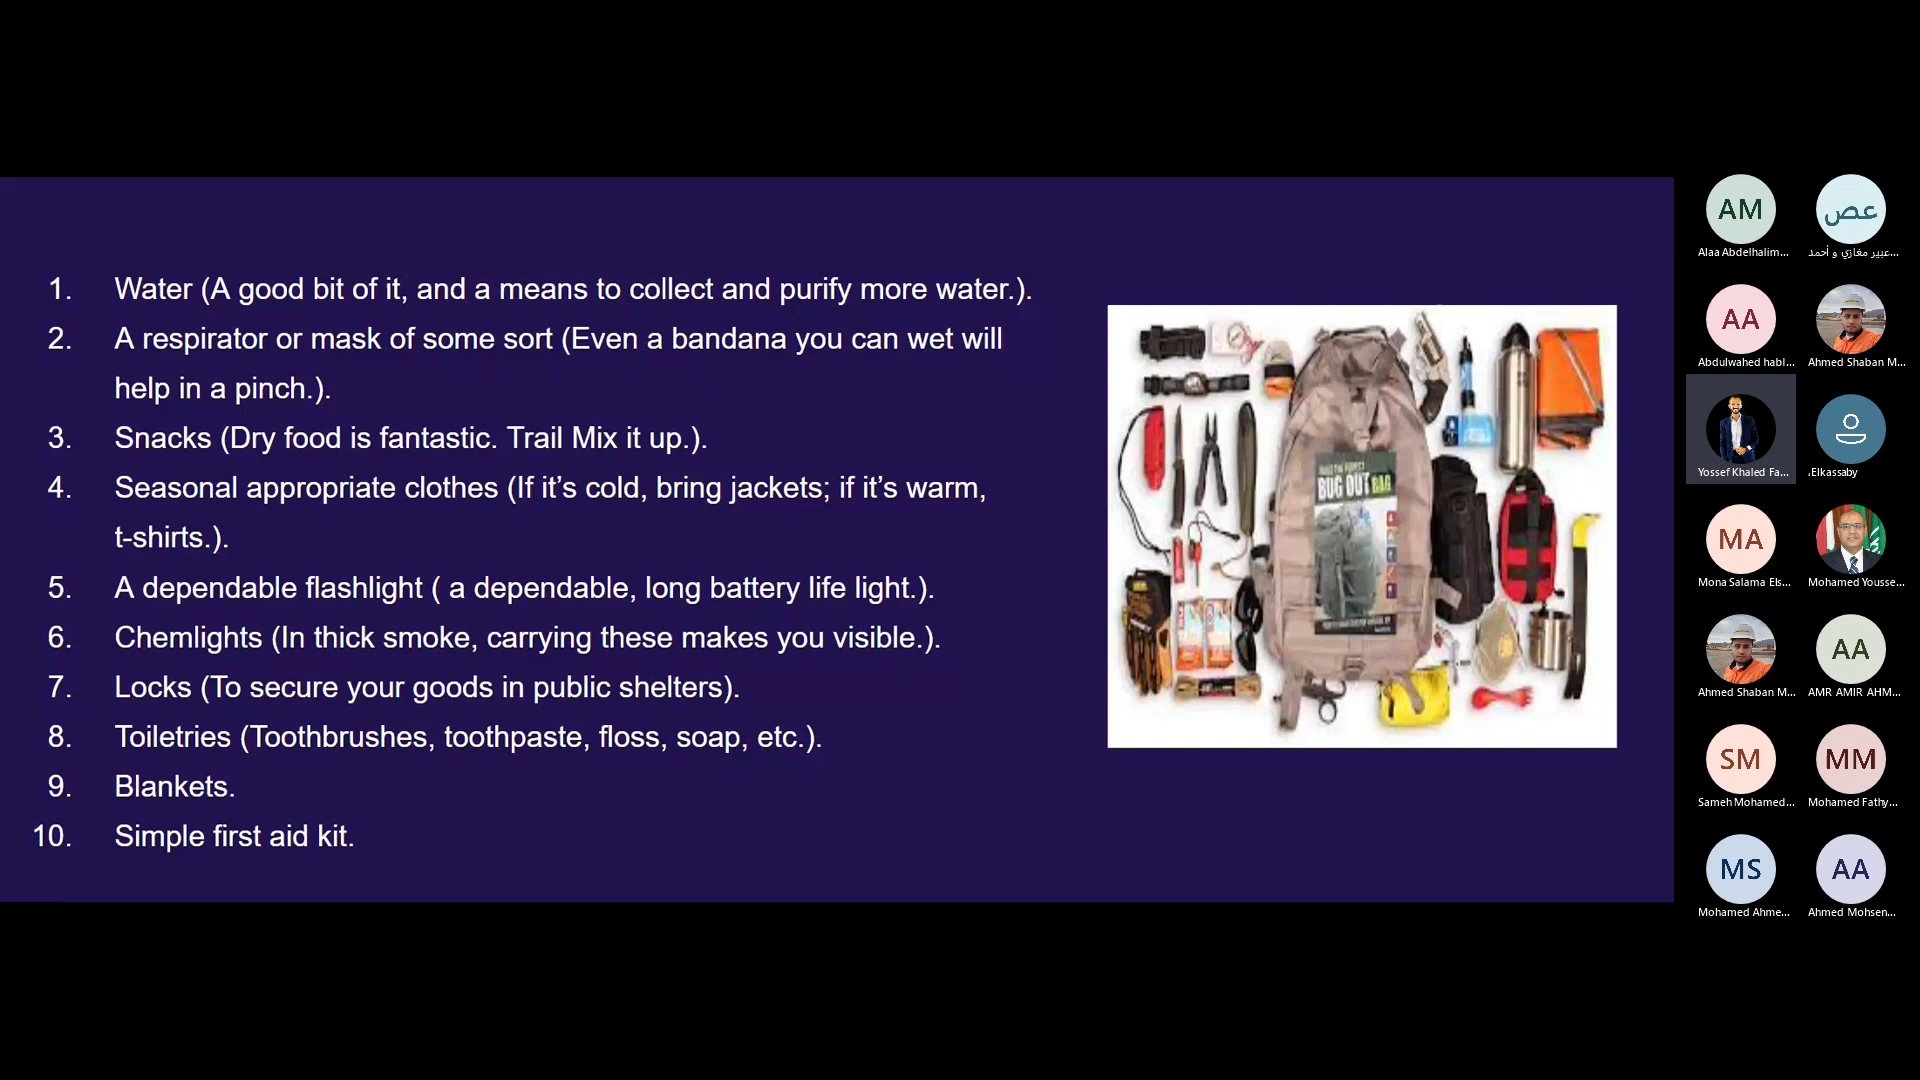 1. Water (A good bit of it, and a means to collect and purify more water.).
2. A respirator or mask of some sort (Even a bandana you can wet will
help in a pinch.).
3. Snacks (Dry food is fantastic. Trail Mix it up.).
4. Seasonal appropriate clothes (If it’s cold, bring jackets; if it’s warm,
t-shirts.).
5. A dependable flashlight ( a dependable, long battery life light.).
6. Chemlights (In thick smoke, carrying these makes you visible.).
7. Locks (To secure your goods in public shelters).
8. Toiletries (Toothbrushes, toothpaste, floss, soap, etc.).
9. Blankets.
10. Simple first aid kit.
BUG OUT BAG
AM
Alaa Abdelhalim...
عص
عبير مغازي و أحمد...
AA
Abdulwahed habl...
Ahmed Shaban M...
Yossef Khaled Fa...
.Elkassaby
MA
Mona Salama Els...
Mohamed Yousse...
Ahmed Shaban M...
AA
AMR AMIR AHM...
SM
Sameh Mohamed...
MM
Mohamed Fathy...
MS
Mohamed Ahme...
AA
Ahmed Mohsen...